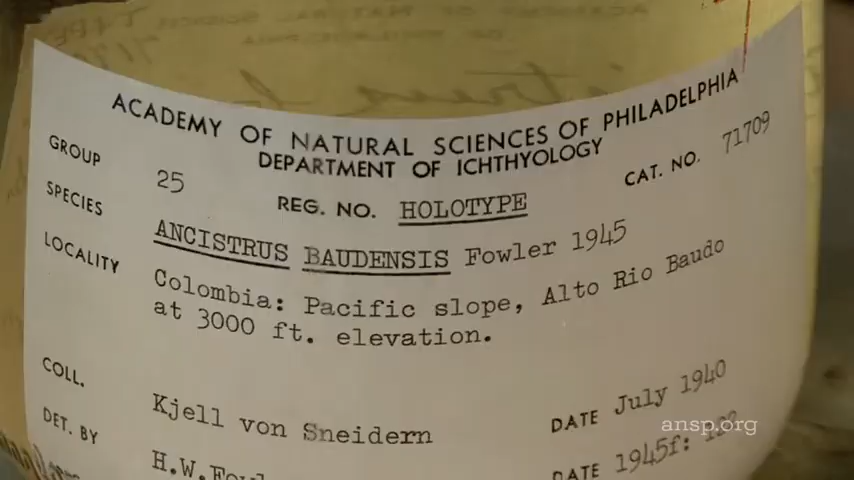 ACADEMY OF NATURAL SCIENCES OF PHILADELPHIA
DEPARTMENT OF ICHTHYOLOGY
GROUP 25 REG. NO. HOLOTYPE CAT. NO. 71709
SPECIES ANCISTRUS BAUDENSIS Fowler 1945
LOCALITY Colombia: Pacific slope, Alto Rio Baudo
at 3000 ft. elevation.
COLL. Kjell von Sneidern DATE July 1940
ansp.org
DET. BY H.W. DATE 1945f: